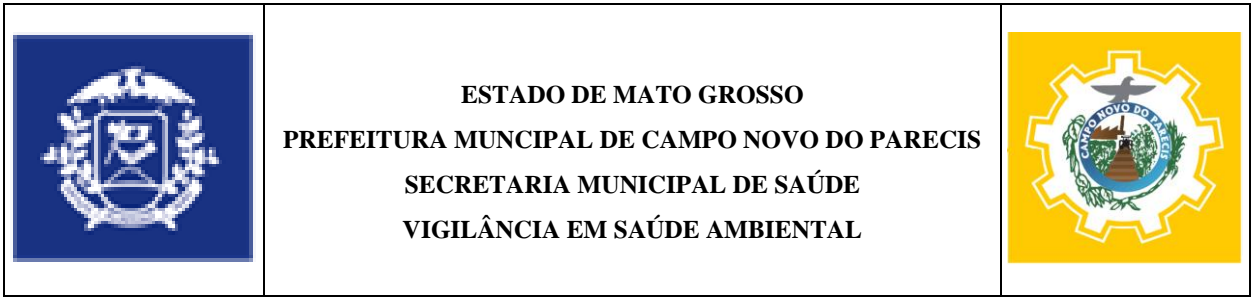 ESTADO DE MATO GROSSO
PREFEITURA MUNCIPAL DE CAMPO NOVO DO PARECIS
SECRETARIA MUNICIPAL DE SAÚDE
VIGILÂNCIA EM SAÚDE AMBIENTAL
CAMPO NOVO DO PARECIS